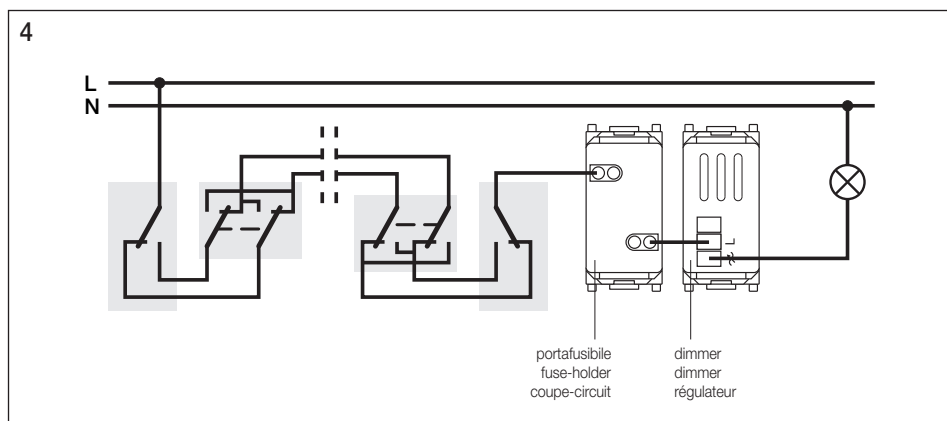 4
L
N
L
portafusibile
fuse-holder
coupe-circuit
dimmer
dimmer
régulateur